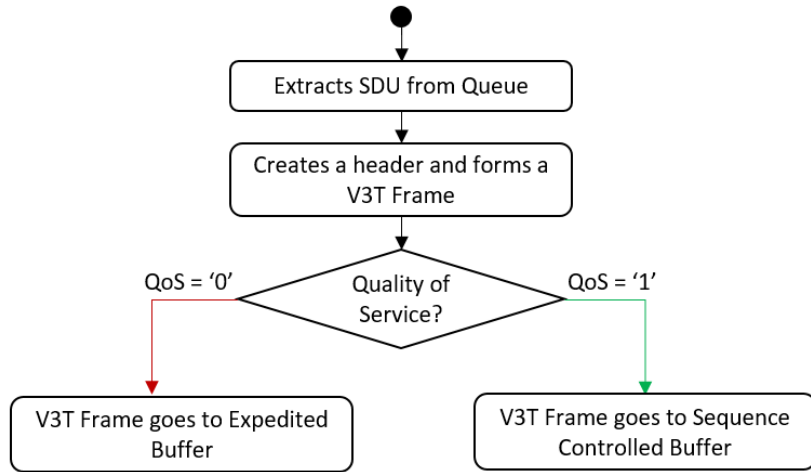 Extracts SDU from Queue
Creates a header and forms a
V3T Frame
Quality of
Service?
QoS = ‘0’
QoS = ‘1’
V3T Frame goes to Expedited
Buffer
V3T Frame goes to Sequence
Controlled Buffer